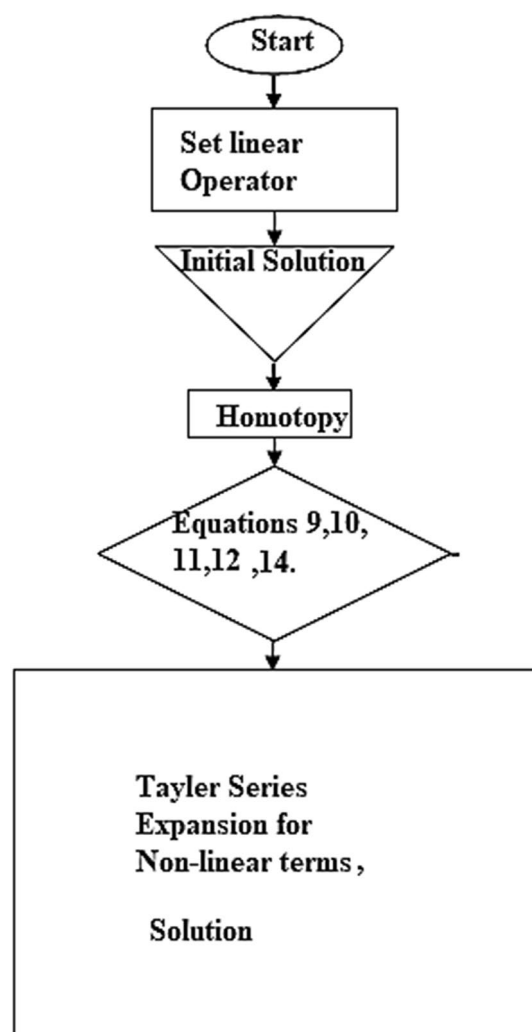 Start
Set linear
Operator
Initial Solution
Homotopy
Equations 9,10,
11,12 ,14.
Tayler Series
Expansion for
Non-linear terms ,
Solution